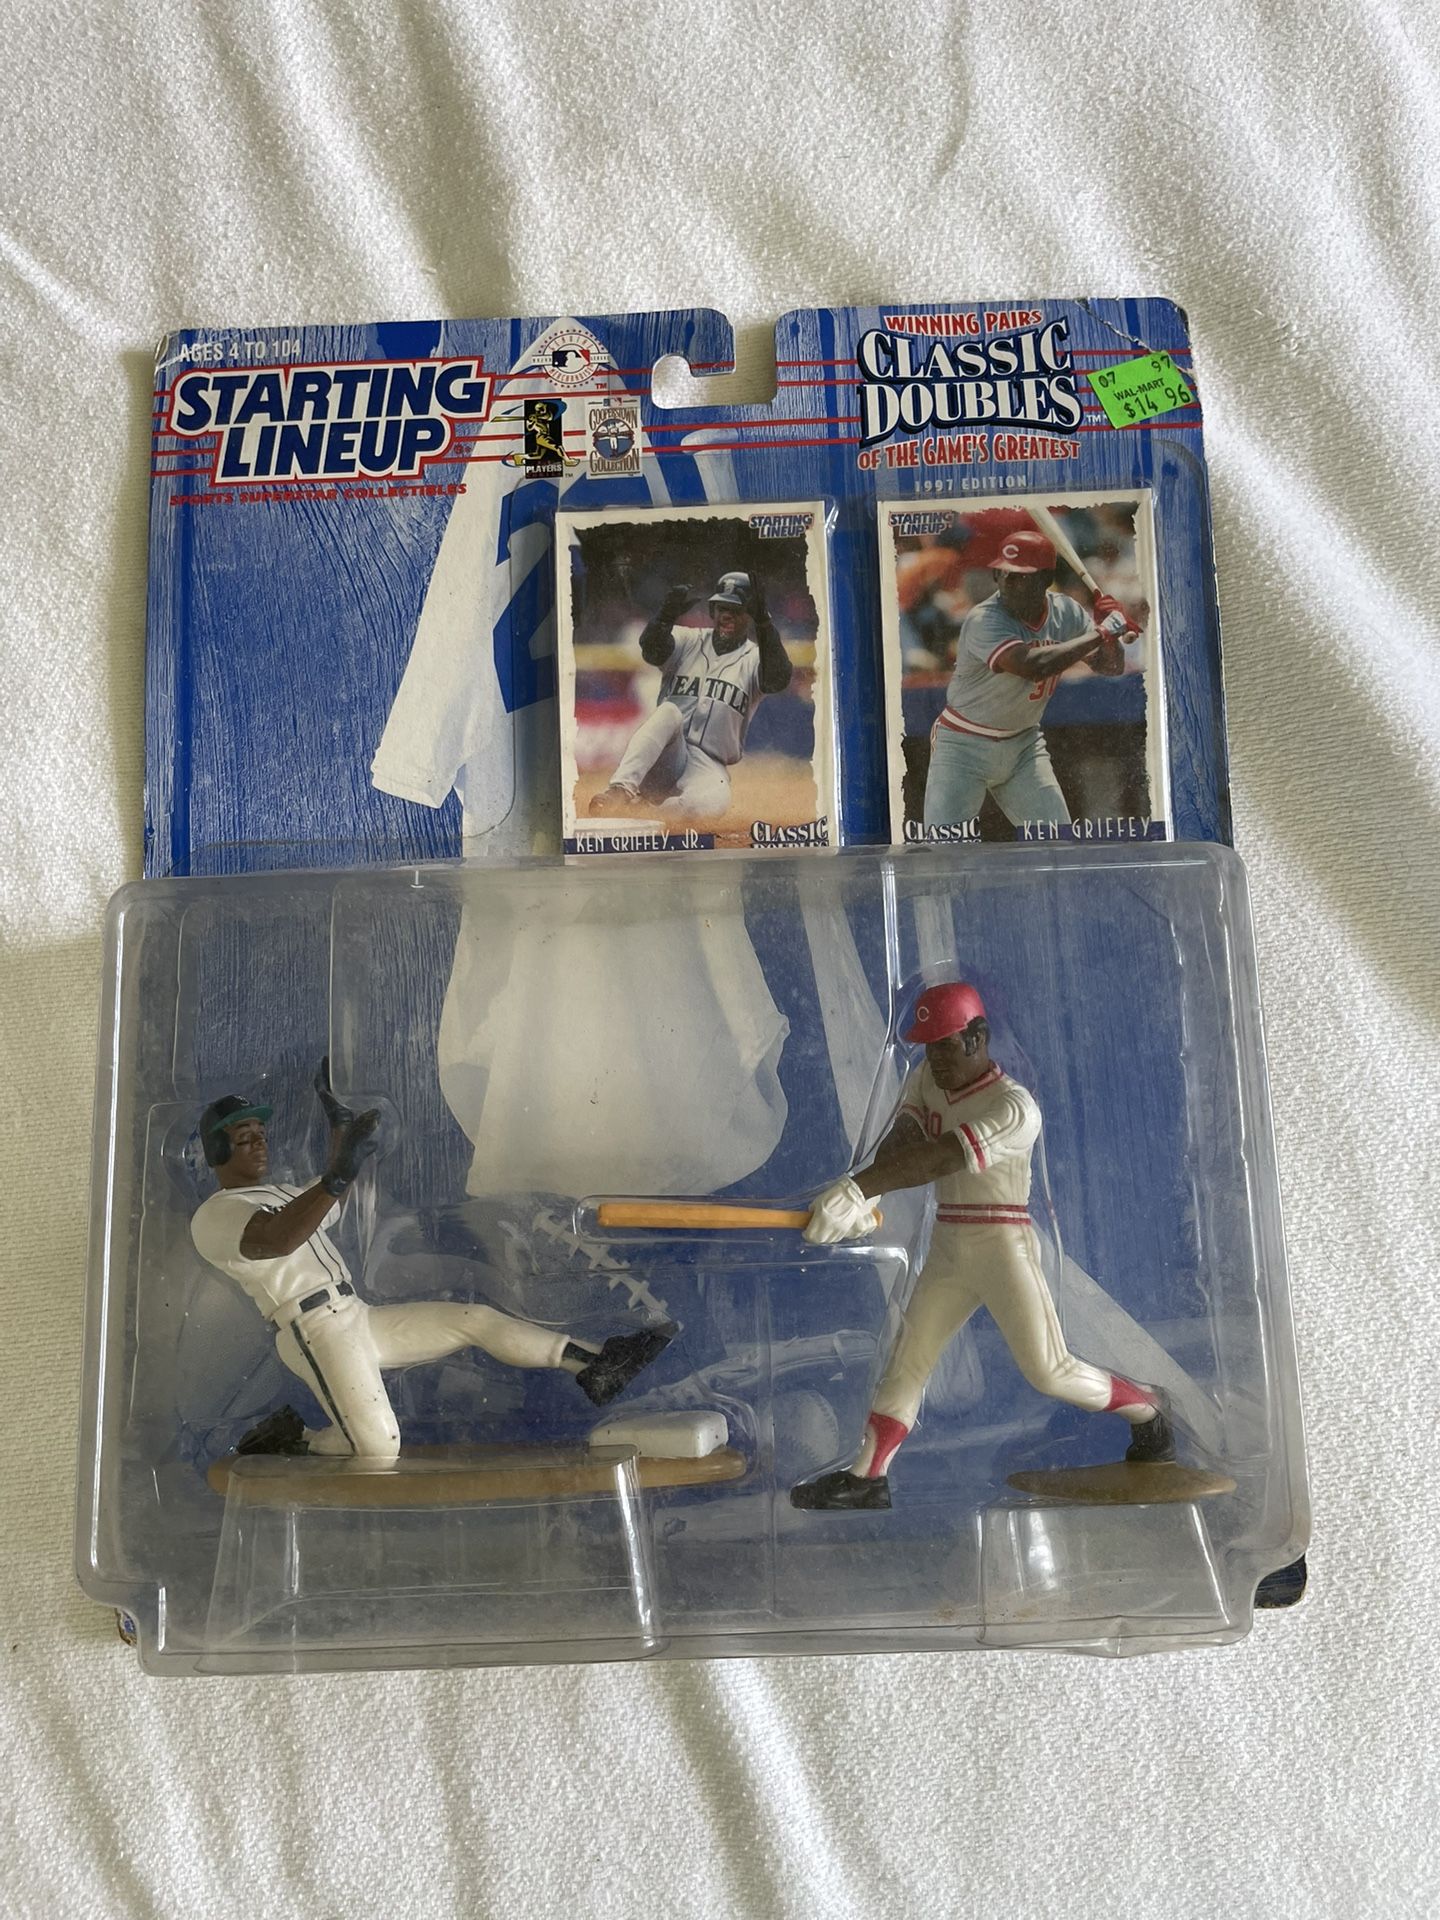 AGES 4 TO 104
STARTING
LINEUP
SPORTS SUPERSTAR COLLECTIBLES
PLAYERS
COOPERSTOWN
COLLECTION
WINNING PAIRS
CLASSIC
DOUBLES
OF THE GAME'S GREATEST
1997 EDITION
07 97
WAL-MART
$14 96
STARTING
LINEUP
SEATTLE
KEN GRIFFEY, JR.
CLASSIC
DOUBLES
STARTING
LINEUP
C
CLASSIC
KEN GRIFFEY
C